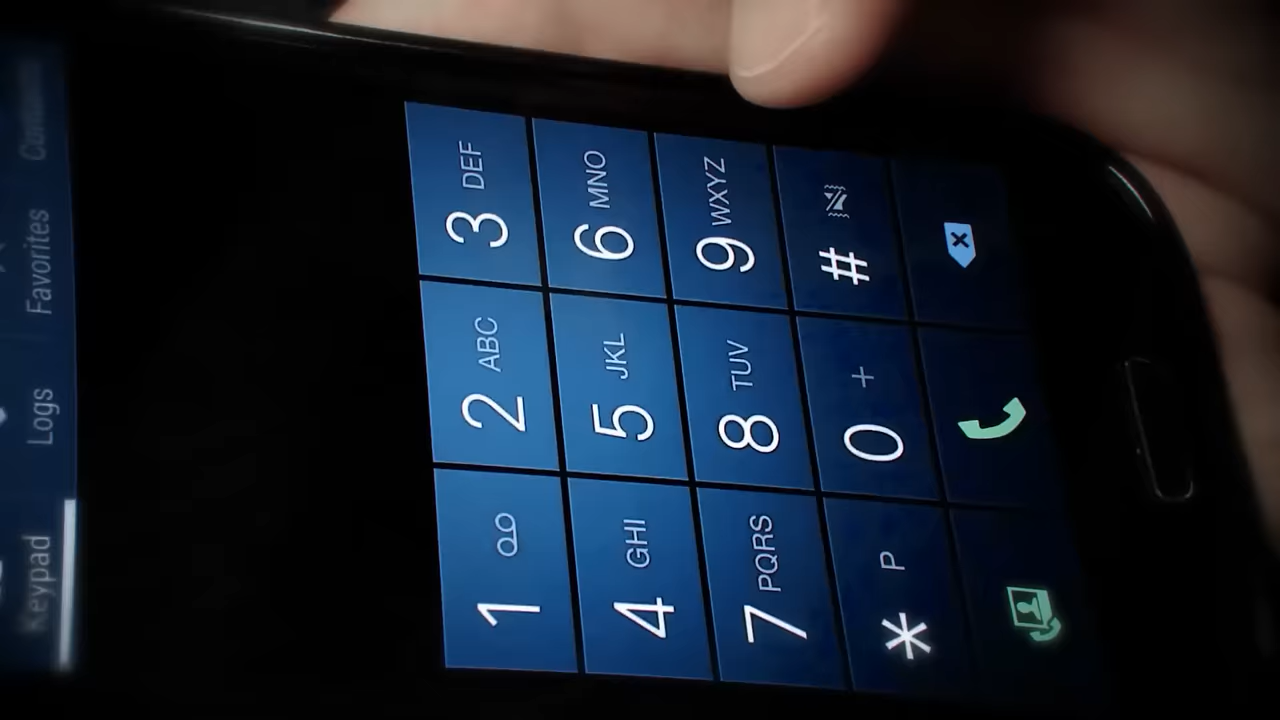 Keypad Logs Favorites
1 2 ABC 3 DEF
4 GHI 5 JKL 6 MNO
7 PQRS 8 TUV 9 WXYZ
* P 0 + #